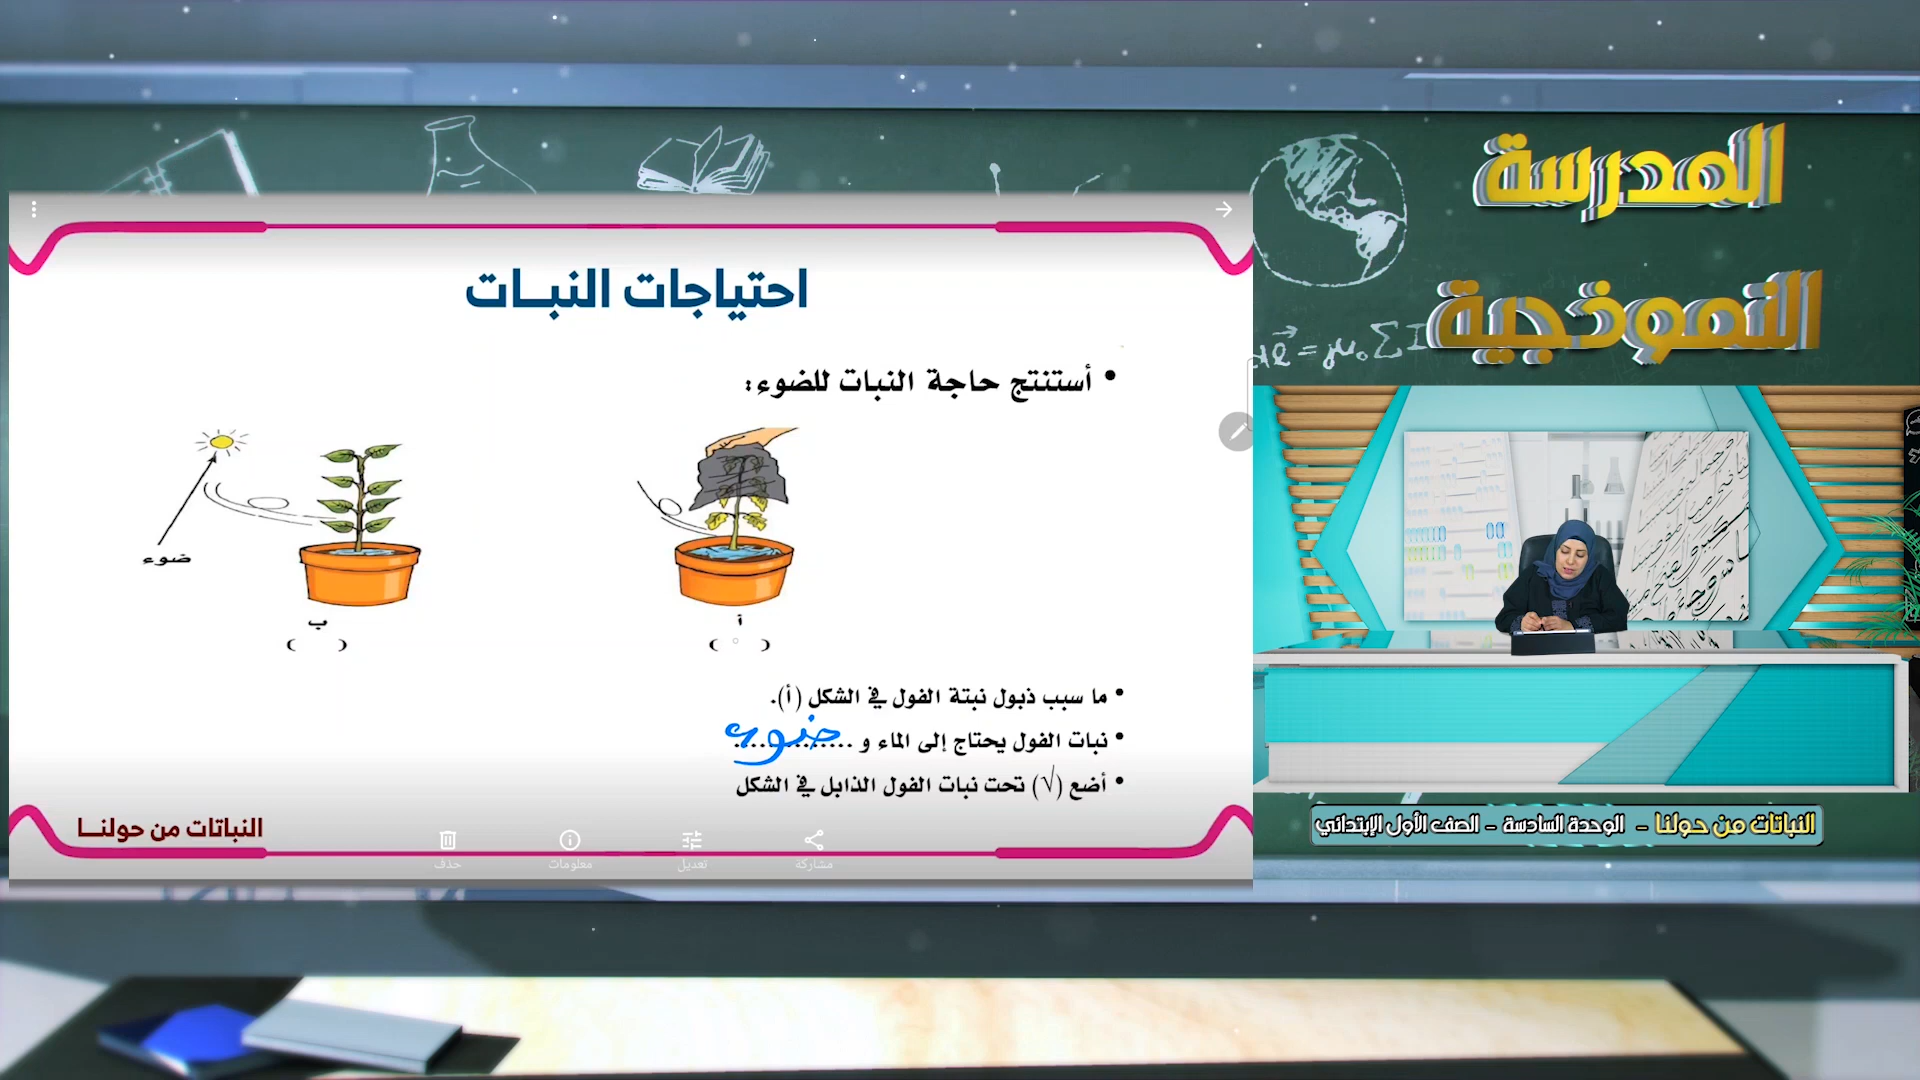 المدرسة
النموذجية
احتياجات النبـات
• أستنتج حاجة النبات للضوء:
ضوء
أ
ب
( )
( )
• ما سبب ذبول نبتة الفول في الشكل (أ).
• نبات الفول يحتاج إلى الماء و ............. ضوء
• أضع (√) تحت نبات الفول الذابل في الشكل
النباتات من حولنـا
مشاركة
تعديل
معلومات
حذف
النباتات من حولنا - الوحدة السادسة - الصف الأول الإبتدائي